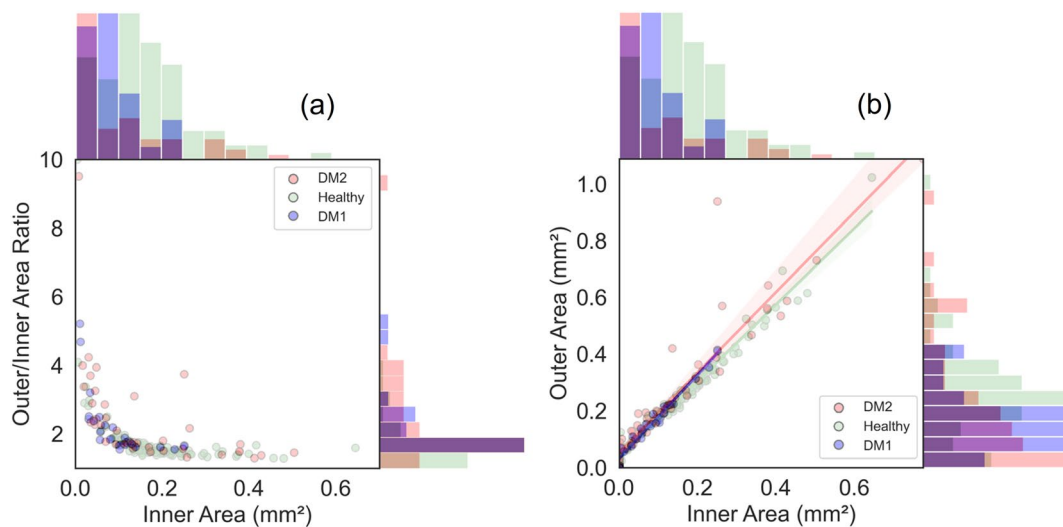 (a)
10
8
6
4
2
Outer/Inner Area Ratio
DM2
Healthy
DM1
0.0 0.2 0.4 0.6
Inner Area (mm²)
(b)
1.0
0.8
0.6
0.4
0.2
0.0
Outer Area (mm²)
DM2
Healthy
DM1
0.0 0.2 0.4 0.6
Inner Area (mm²)